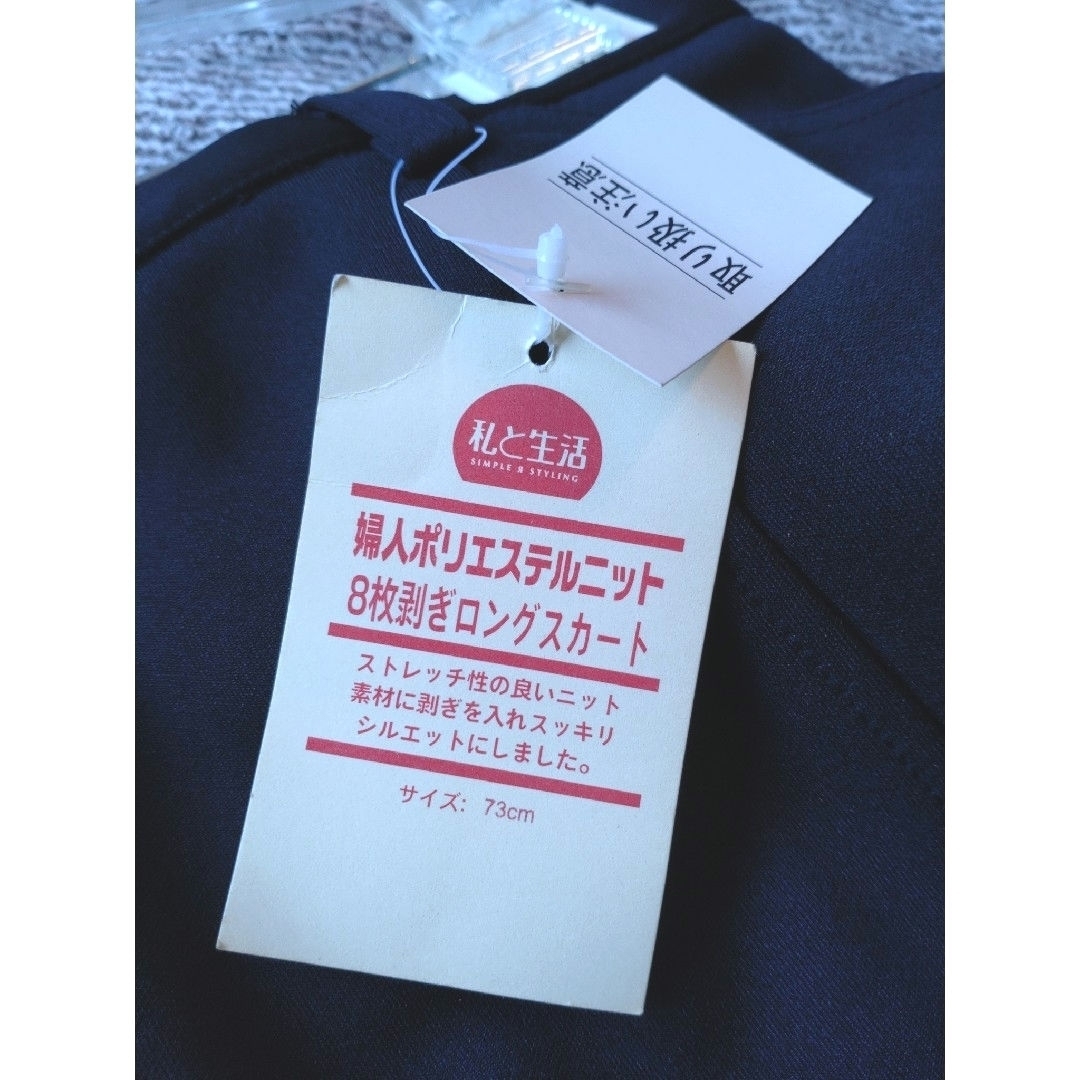 取り扱い注意
私と生活
SIMPLE Я STYLING
婦人ポリエステルニット
8枚剥ぎロングスカート
ストレッチ性の良いニット
素材に剥ぎを入れスッキリ
シルエットにしました。
サイズ: 73cm